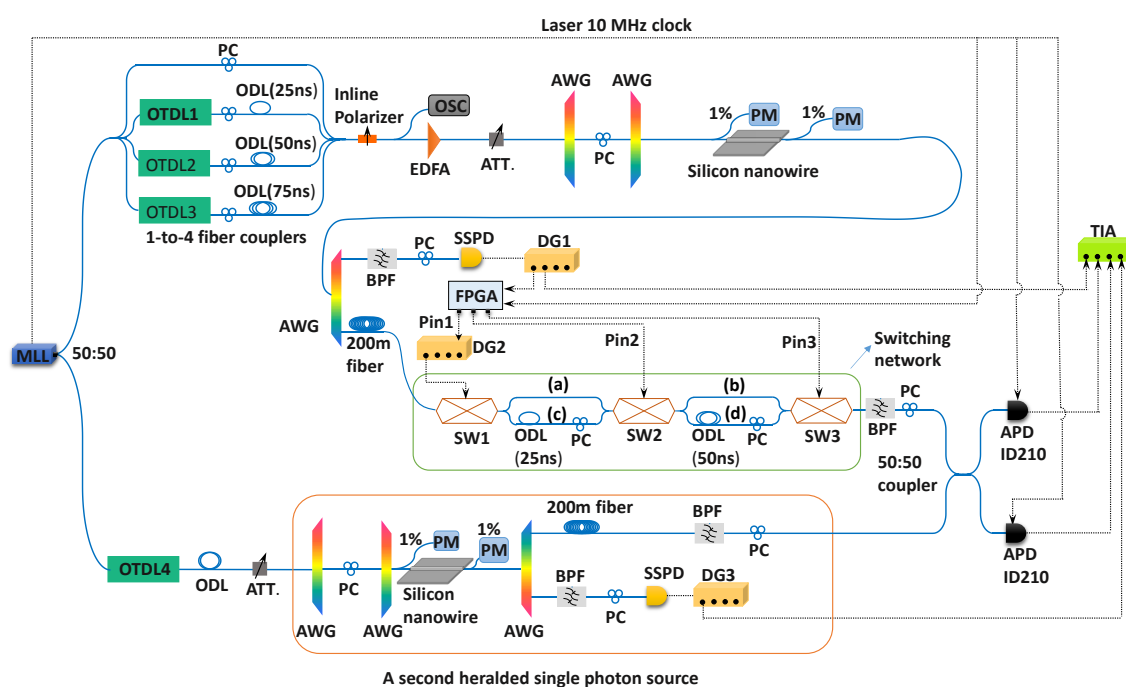 Laser 10 MHz clock
PC
ODL(25ns)
OTDL1
ODL(50ns)
OTDL2
ODL(75ns)
OTDL3
1-to-4 fiber couplers
Inline
Polarizer
OSC
EDFA
ATT.
AWG
AWG
PC
1%
PM
1%
PM
Silicon nanowire
TIA
AWG
BPF
PC
SSPD
DG1
FPGA
200m
fiber
Pin1
DG2
Pin2
Pin3
Switching
network
MLL
50:50
SW1
(a)
(c)
ODL
(25ns)
PC
SW2
(b)
(d)
ODL
(50ns)
PC
SW3
BPF
PC
50:50
coupler
APD
ID210
APD
ID210
OTDL4
ODL
ATT.
AWG
PC
AWG
1%
PM
1%
PM
Silicon
nanowire
AWG
200m fiber
BPF
PC
BPF
PC
SSPD
DG3
A second heralded single photon source